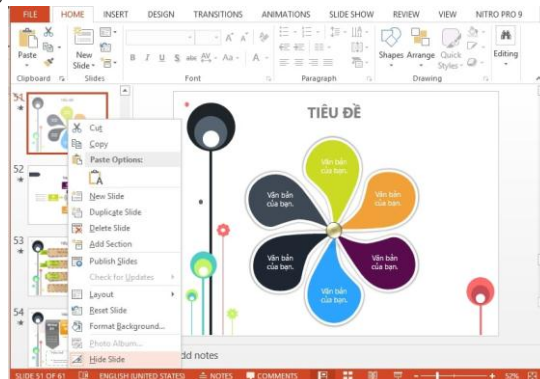 FILE HOME INSERT DESIGN TRANSITIONS ANIMATIONS SLIDE SHOW REVIEW VIEW NITRO PRO 9
Paste
New
Slide
Shapes Arrange Quick
Styles
Editing
Clipboard Slides Font Paragraph Drawing
51
52
53
54
Cut
Copy
Paste Options:
New Slide
Duplicate Slide
Delete Slide
Add Section
Publish Slides
Check for Updates
Layout
Reset Slide
Format Background...
Photo Album...
Hide Slide
TIÊU ĐỀ
Văn bản
của bạn.
Văn bản
của bạn.
Văn bản
của bạn.
Văn bản
của bạn.
Văn bản
của bạn.
Văn bản
của bạn.
dd notes
SLIDE 51 OF 61 ENGLISH (UNITED STATES) NOTES COMMENTS 52%